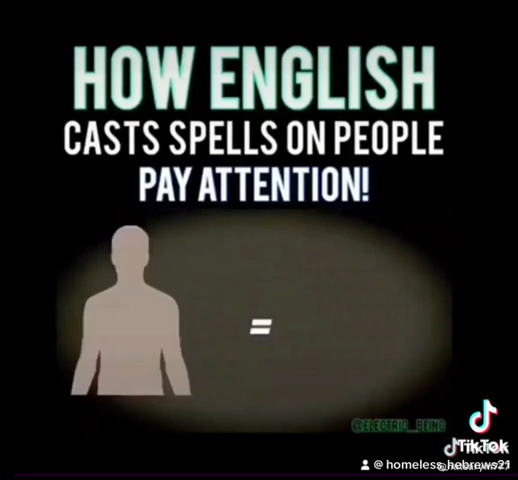 HOW ENGLISH
CASTS SPELLS ON PEOPLE
PAY ATTENTION!
=
@ELECTRIC_BEING
TikTok
@homeless_hebrews21